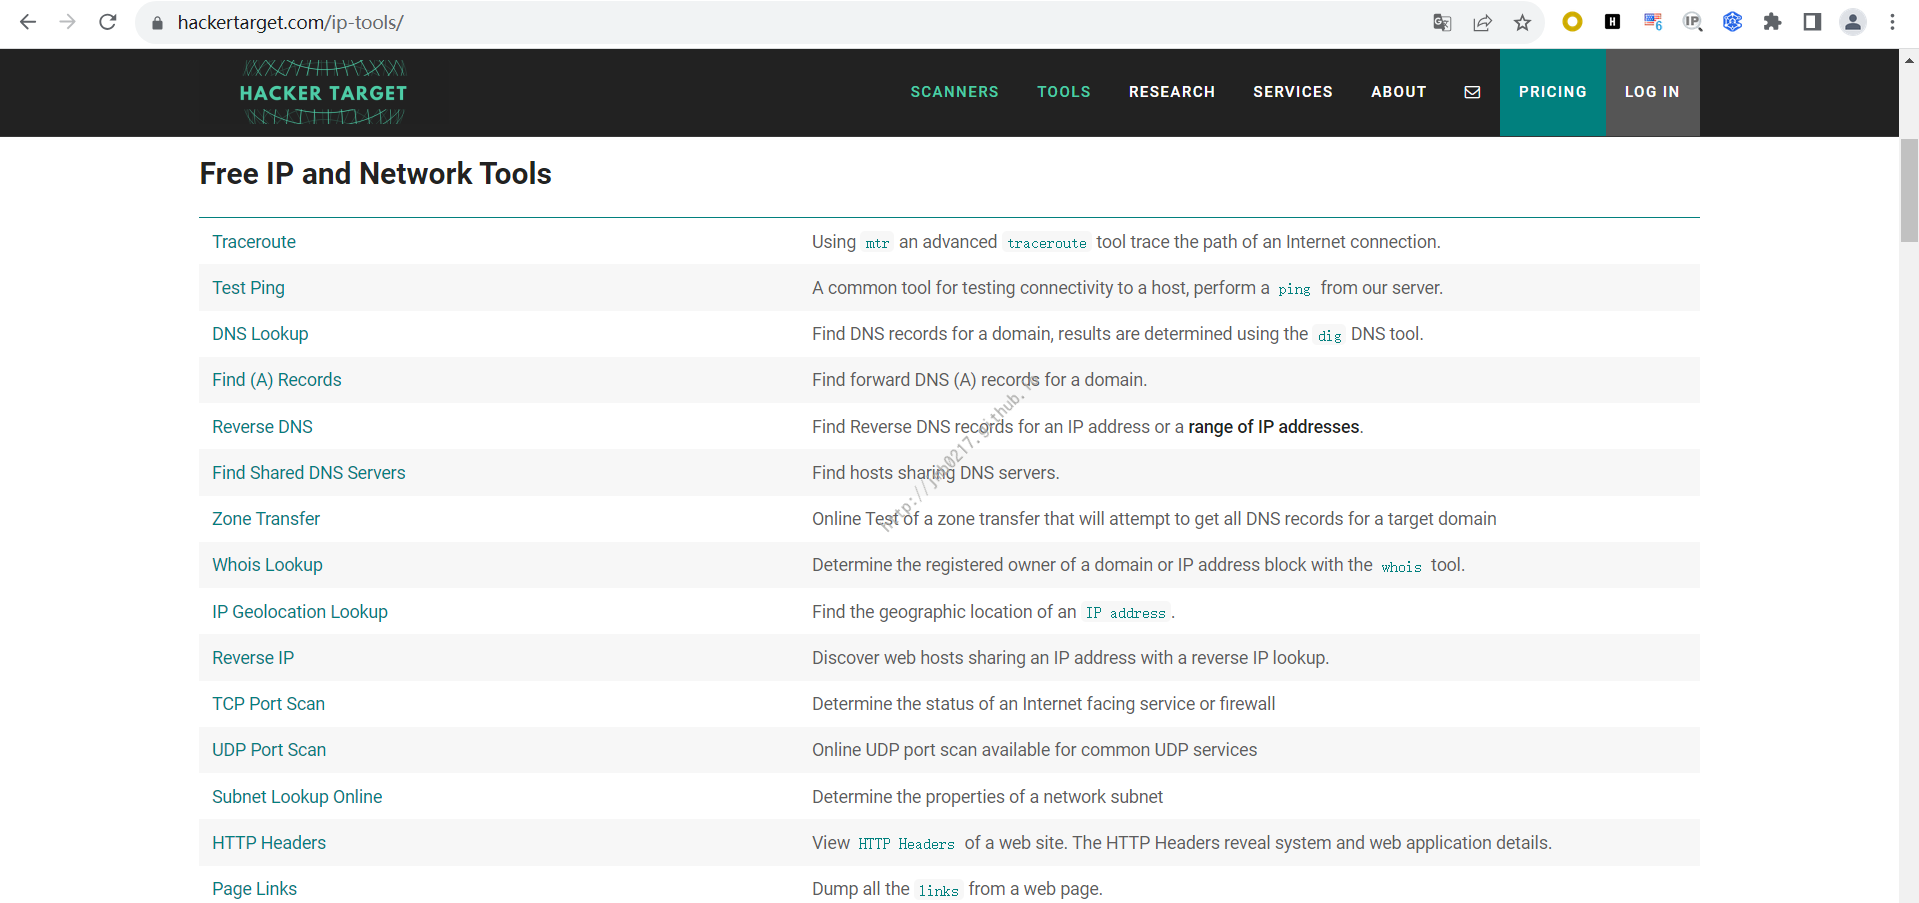 hackertarget.com/ip-tools/
HACKER TARGET
SCANNERS TOOLS RESEARCH SERVICES ABOUT PRICING LOG IN
Free IP and Network Tools
Traceroute Using mtr an advanced traceroute tool trace the path of an Internet connection.
Test Ping A common tool for testing connectivity to a host, perform a ping from our server.
DNS Lookup Find DNS records for a domain, results are determined using the dig DNS tool.
Find (A) Records Find forward DNS (A) records for a domain.
Reverse DNS Find Reverse DNS records for an IP address or a range of IP addresses.
Find Shared DNS Servers Find hosts sharing DNS servers.
Zone Transfer Online Test of a zone transfer that will attempt to get all DNS records for a target domain
Whois Lookup Determine the registered owner of a domain or IP address block with the whois tool.
IP Geolocation Lookup Find the geographic location of an IP address.
Reverse IP Discover web hosts sharing an IP address with a reverse IP lookup.
TCP Port Scan Determine the status of an Internet facing service or firewall
UDP Port Scan Online UDP port scan available for common UDP services
Subnet Lookup Online Determine the properties of a network subnet
HTTP Headers View HTTP Headers of a web site. The HTTP Headers reveal system and web application details.
Page Links Dump all the links from a web page.